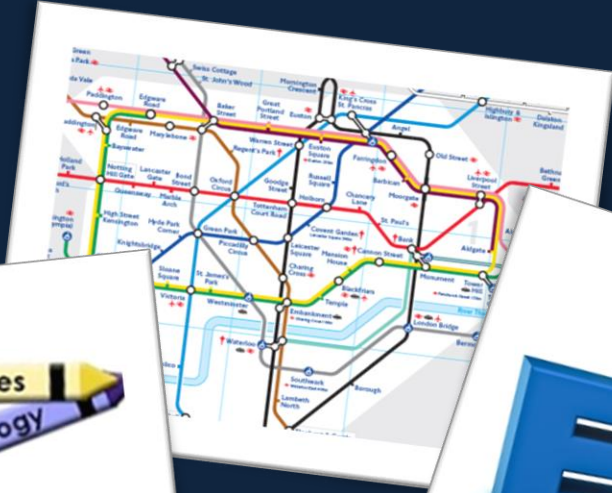 Swiss Cottage
St. John's Wood
Mornington
Crescent
King's Cross
St. Pancras
Highbury &
Islington
Dalston
Kingsland
Paddington
Edgware
Road
Baker
Street
Great
Portland
Street
Euston
Angel
Old Street
Edgware
Road
Marylebone
Warren Street
Regent's Park
Euston
Square
Farringdon
Liverpool
Street
Bayswater
Barbican
Moorgate
Holland
Park
Notting
Hill Gate
Lancaster
Gate
Bond
Street
Oxford
Circus
Goodge
Street
Russell
Square
Chancery
Lane
Queensway
Marble
Arch
Tottenham
Court Road
Holborn
St. Paul's
Bank
High Street
Kensington
Hyde Park
Corner
Green Park
Covent Garden
Leicester
Square
Mansion
House
Cannon Street
Aldgate
Knightsbridge
Piccadilly
Circus
Charing
Cross
Monument
Tower
Hill
Sloane
Square
St. James's
Park
Blackfriars
Temple
Victoria
Westminster
Embankment
London Bridge
Waterloo
Southwark
Borough
Lambeth
North
es
ogy
E